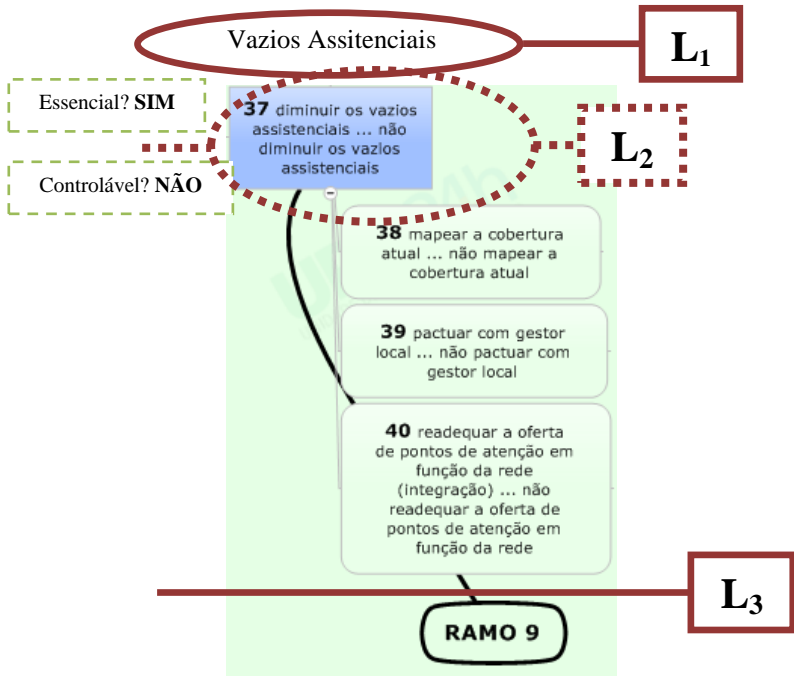 Vazios Assitenciais
L1
Essencial? SIM
37 diminuir os vazios
assistenciais ... não
diminuir os vazios
assistenciais
L2
Controlável? NÃO
38 mapear a cobertura
atual ... não mapear a
cobertura atual
39 pactuar com gestor
local ... não pactuar com
gestor local
40 readequar a oferta
de pontos de atenção em
função da rede
(integração) ... não
readequar a oferta de
pontos de atenção em
função da rede
L3
RAMO 9